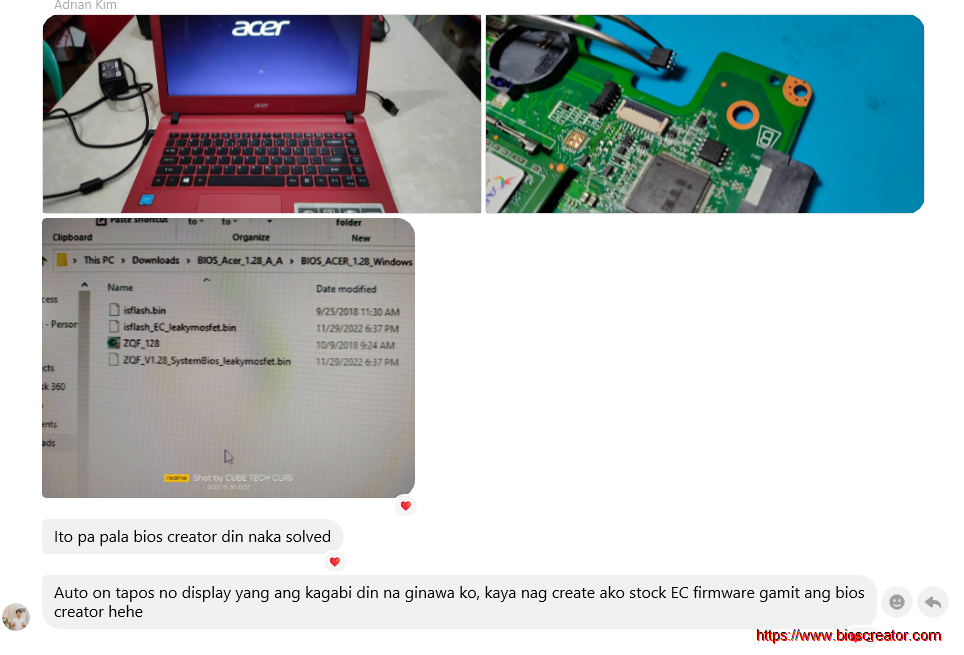 Adrian Kim
acer
acer
Paste shortcut
to
to
folder
Clipboard
Organize
New
This PC > Downloads > BIOS_Acer_1.28_A_A > BIOS_ACER_1.28_Windows
Name
Date modified
isflash.bin
9/25/2018 11:30 AM
isflash_EC_leakymosfet.bin
11/29/2022 6:37 PM
ZQF_128
10/9/2018 9:24 AM
ZQF_V1.28_SystemBios_leakymosfet.bin
11/29/2022 6:37 PM
cess
- Person
cts
sk 360
ents
ads
realme Shot by CUBE TECH CLRS
Ito pa pala bios creator din naka solved
Auto on tapos no display yang ang kagabi din na ginawa ko, kaya nag create ako stock EC firmware gamit ang bios
creator hehe
https://www.bioscreator.com